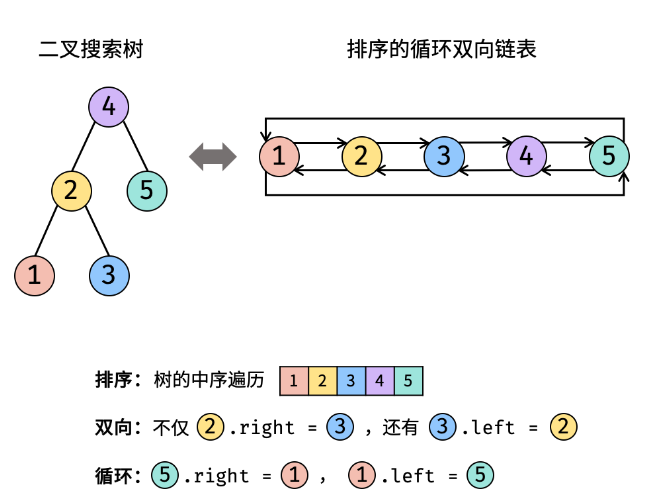 二叉搜索树
排序的循环双向链表
4
2 5
1 3
1 2 3 4 5
排序：树的中序遍历 1 2 3 4 5
双向：不仅 2 .right = 3 ，还有 3 .left = 2
循环：5 .right = 1 ， 1 .left = 5